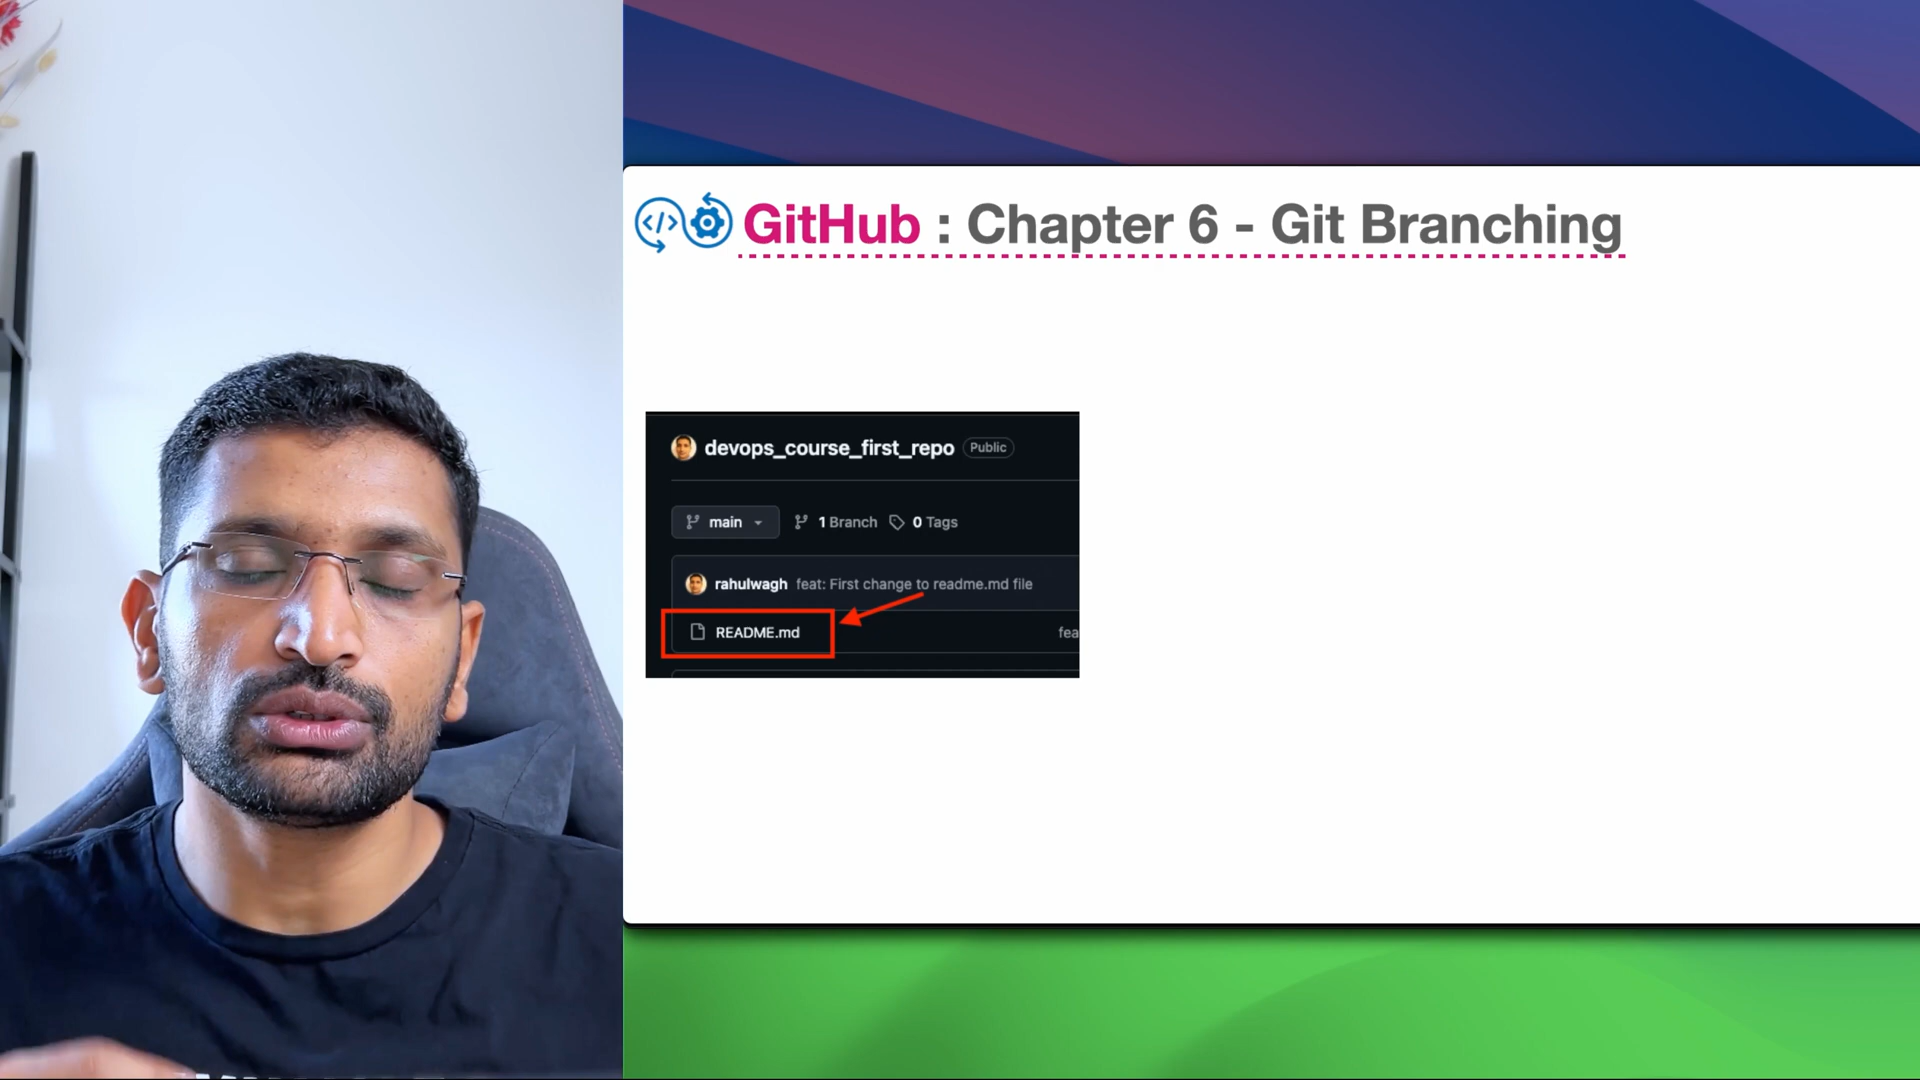 </> GitHub : Chapter 6 - Git Branching
devops_course_first_repo Public
main 1 Branch 0 Tags
rahulwagh feat: First change to readme.md file
README.md fea